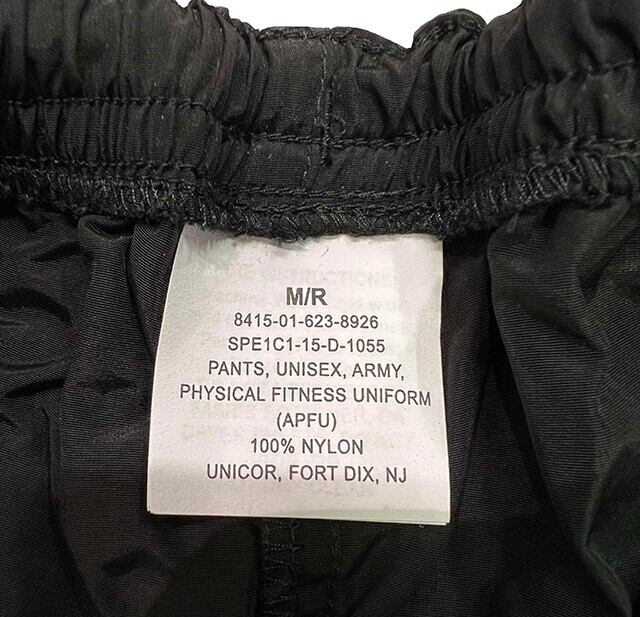 M/R
8415-01-623-8926
SPE1C1-15-D-1055
PANTS, UNISEX, ARMY,
PHYSICAL FITNESS UNIFORM
(APFU)
100% NYLON
UNICOR, FORT DIX, NJ